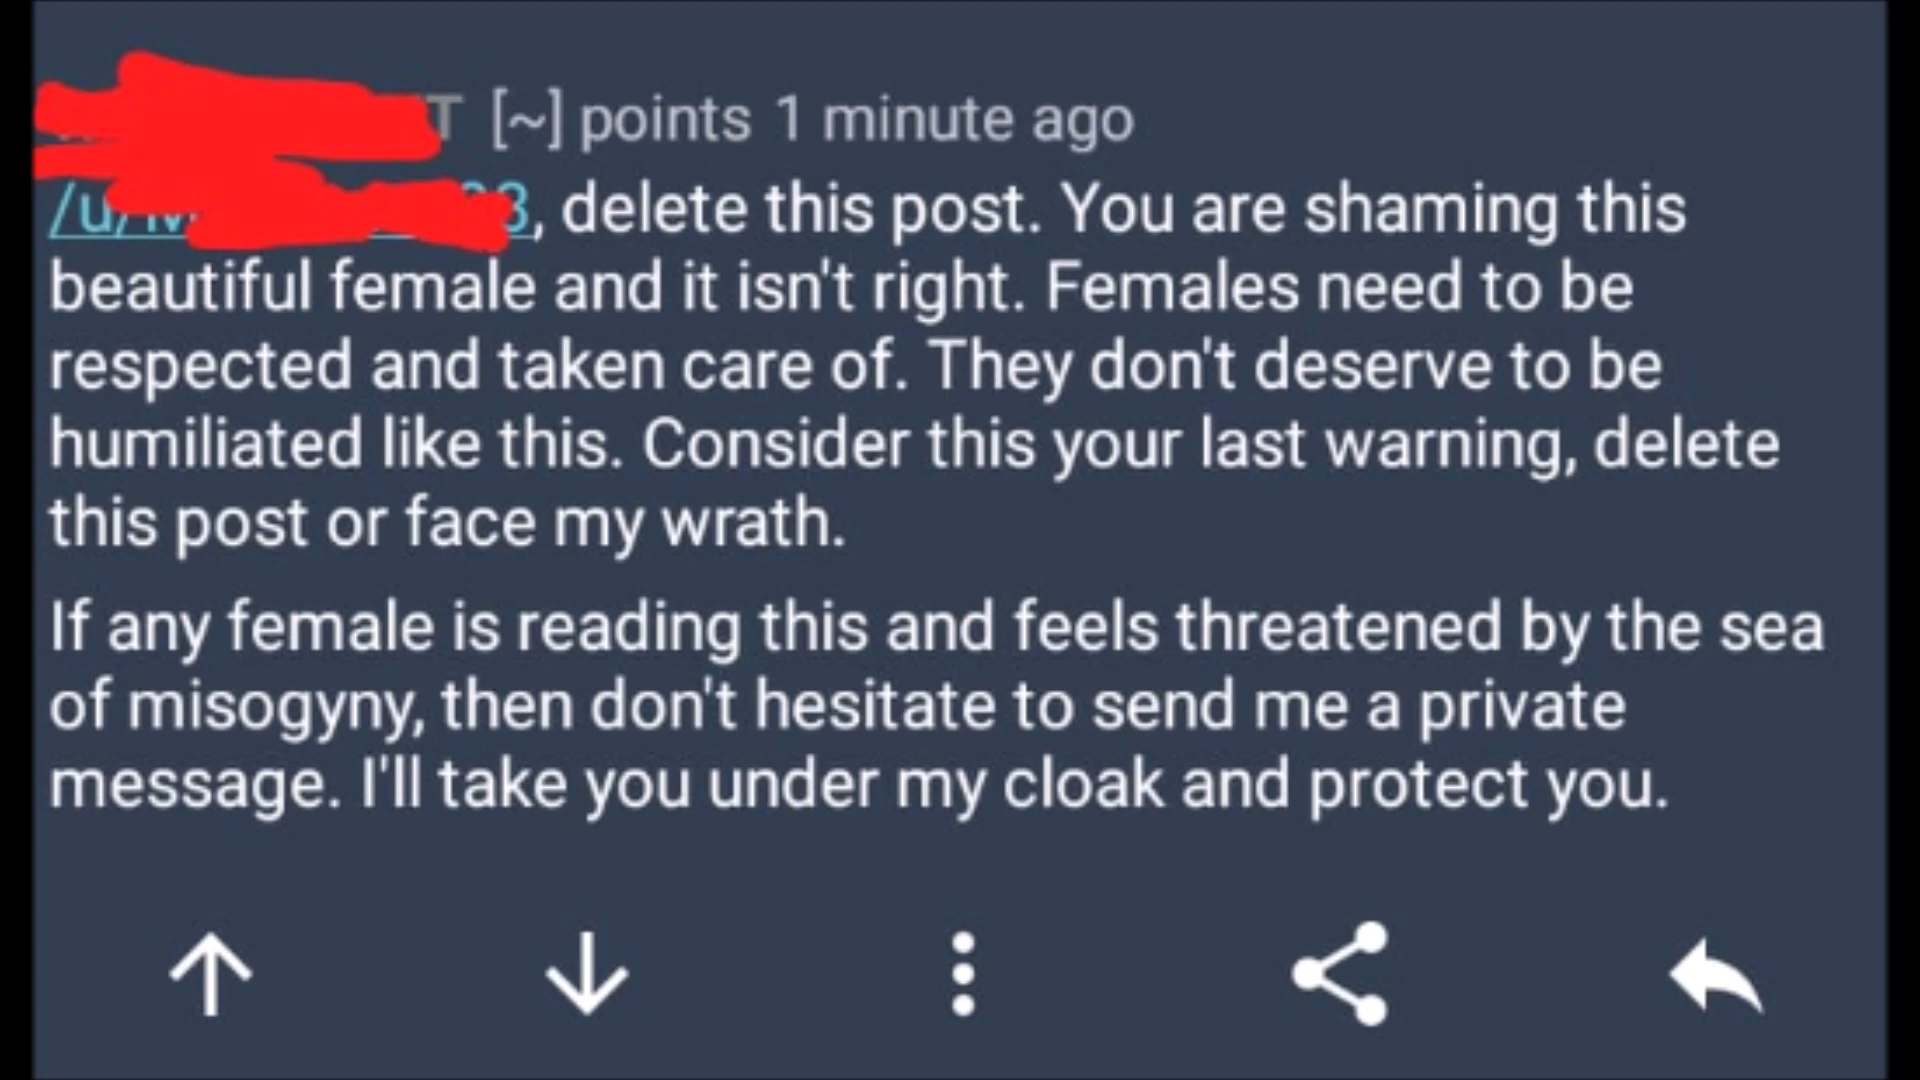 T [~] points 1 minute ago
/u/ 3, delete this post. You are shaming this
beautiful female and it isn't right. Females need to be
respected and taken care of. They don't deserve to be
humiliated like this. Consider this your last warning, delete
this post or face my wrath.
If any female is reading this and feels threatened by the sea
of misogyny, then don't hesitate to send me a private
message. I'll take you under my cloak and protect you.